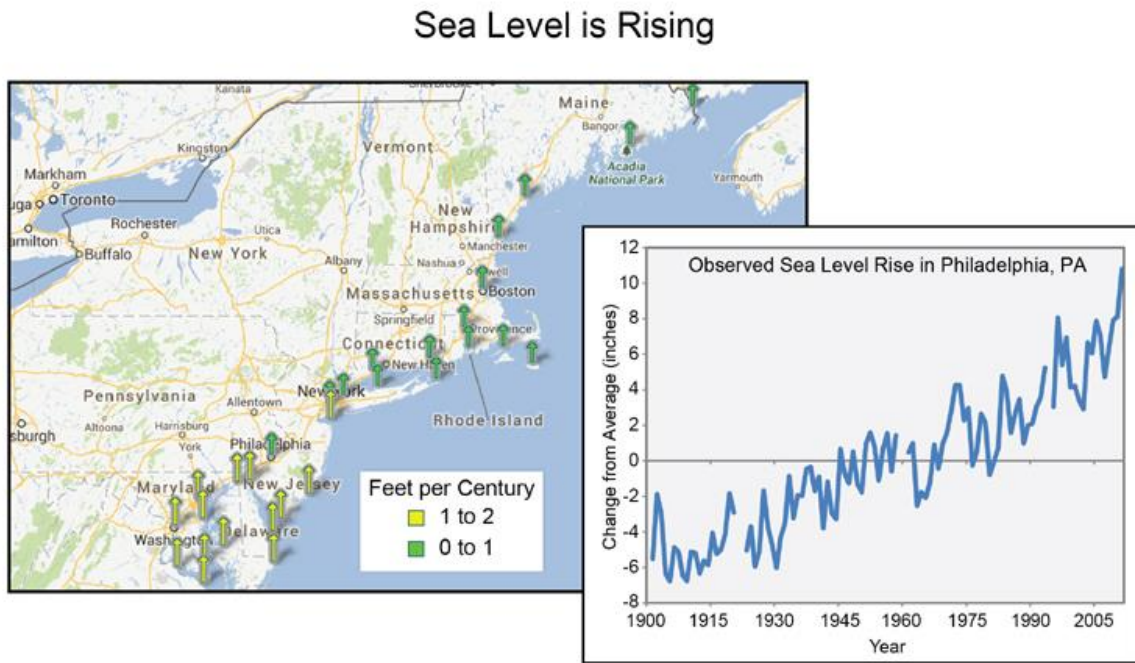 Sea Level is Rising
Kanata
Maine
Bangor
Vermont
Kingston
Acadia
National Park
Yarmouth
Markham
Toronto
Rochester
Utica
New
Hampshire
Manchester
Buffalo
New York
Albany
Nashua
Massachusetts
Boston
Springfield
Providence
Connecticut
New Haven
New York
Pennsylvania
Allentown
Rhode Island
Altoona
Harrisburg
York
Philadelphia
Maryland
New Jersey
Washington
Delaware
Feet per Century
1 to 2
0 to 1
Observed Sea Level Rise in Philadelphia, PA
Change from Average (inches)
12
10
8
6
4
2
0
-2
-4
-6
-8
1900 1915 1930 1945 1960 1975 1990 2005
Year